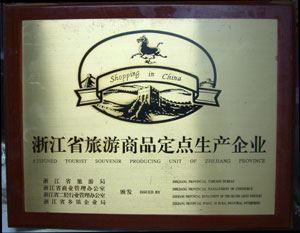 Shopping in China
浙江省旅游商品定点生产企业
ASSIGNED TOURIST SOUVENIR PRODUCING UNIT OF ZHEJIANG PROVINCE
浙江省旅游局
浙江省商业管理办公室
浙江省二轻行业管理办公室
浙江省乡镇企业局
颁发 ISSUED BY
ZHEJIANG PROVINCIAL TOURISM BUREAU